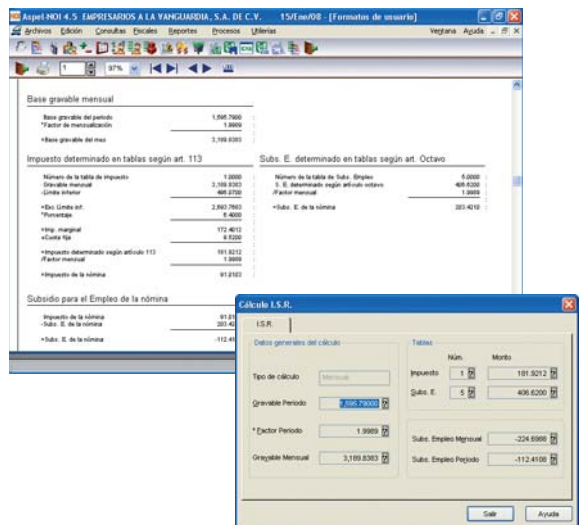 Aspel-NOI 4.5 EMPRESARIOS A LA VANGUARDIA, S.A. DE C.V. 15/Ene/08 - [Formatos de usuario]
Archivos Edición Consultas Fiscales Reportes Procesos Utilerías Ventana Ayuda
1 97%
Base gravable mensual
Base gravable del periodo 1,595.7900
*Factor de mensualización 1.9989
=Base gravable del mes 3,189.8383
Impuesto determinado en tablas según art. 113
Número de la tabla de impuesto 1.0000
Gravable mensual 3,189.8383
-Límite inferior
=Exc. Límite inf. 2,693.7683
*Porcentaje 6.4000
=Imp. marginal 172.4012
+Cuota fija
=Impuesto determinado según artículo 113 181.9212
/Factor mensual 1.9989
=Impuesto de la nómina
Subs. E. determinado en tablas según art. Octavo
Número de la tabla de Subs. Empleo 5.0000
S. E. determinado según artículo octavo 406.6200
/Factor mensual 1.9989
=Subs. E. de la nómina 203.4210
Subsidio para el Empleo de la nómina
Impuesto de la nómina
-Subs. E. de la nómina
=Subs. E. de la nómina
Cálculo I.S.R.
I.S.R.
Datos generales del cálculo
Tipo de cálculo Mensual
Gravable Periodo 1,595.79000
* Factor Periodo 1.9989
Gravable Mensual 3,189.8383
Tablas
Núm. Monto
Impuesto 1 181.9212
Subs. E. 5 406.6200
Subs. Empleo Mensual -224.6988
Subs. Empleo Periodo -112.4108
Salir Ayuda